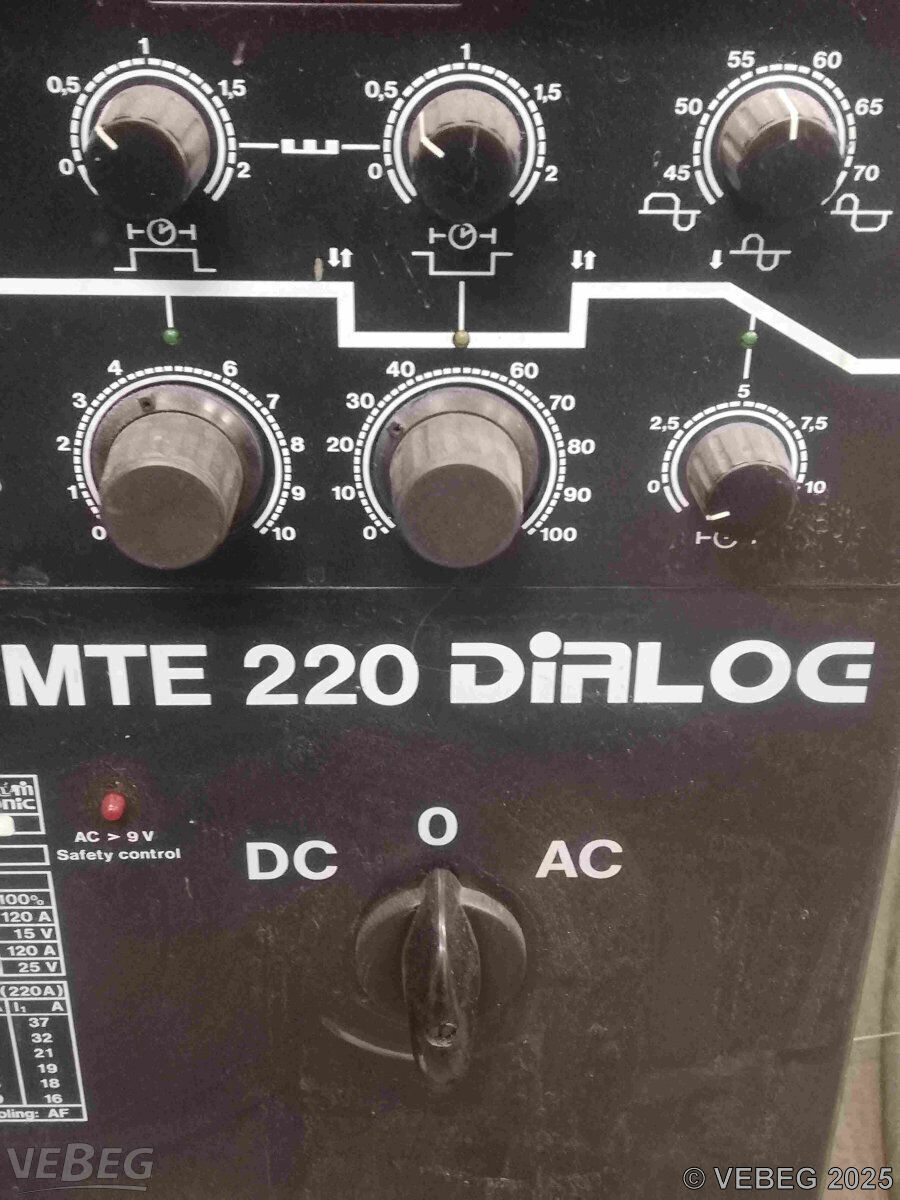 1 1 55 60
0,5 1,5 0,5 1,5 50 65
0 2 0 2 45 70
4 6 40 60 5
3 7 30 70 2,5 7,5
2 8 20 80
1 9 10 90 0 10
0 10 0 100
MTE 220 DiALOG
AC > 9 V
Safety control
0
DC AC
100%
120 A
15 V
120 A
25 V
(220A)
I₁ A
37
32
21
19
18
16
AF
VEBEG
© VEBEG 2025